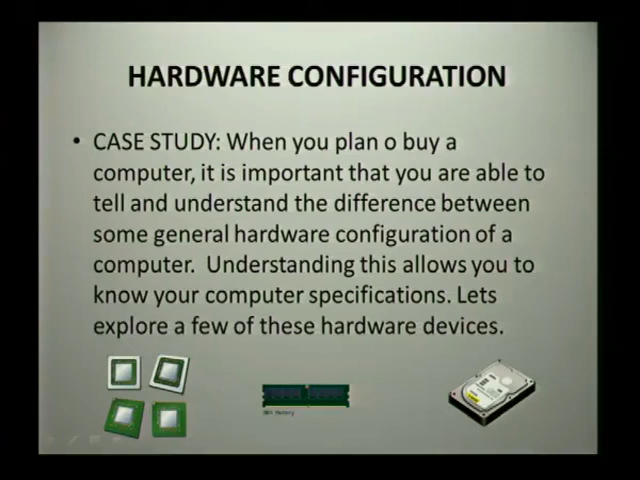 HARDWARE CONFIGURATION
• CASE STUDY: When you plan o buy a
computer, it is important that you are able to
tell and understand the difference between
some general hardware configuration of a
computer. Understanding this allows you to
know your computer specifications. Lets
explore a few of these hardware devices.